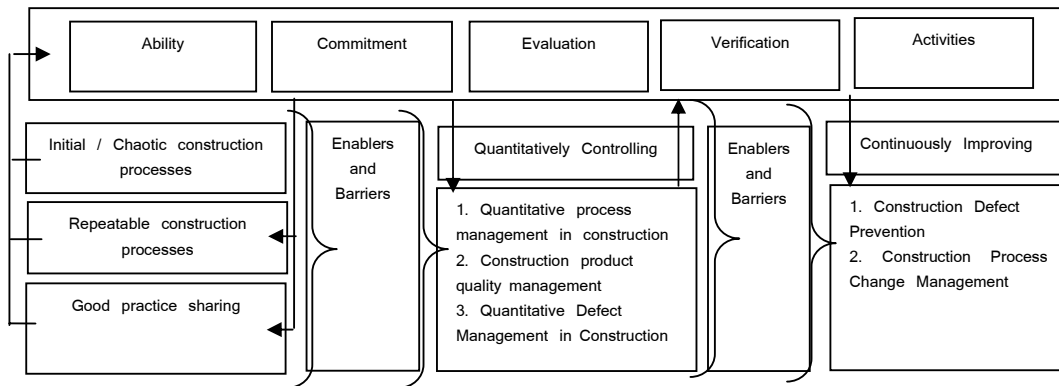 Ability
Commitment
Evaluation
Verification
Activities
Initial / Chaotic construction
processes
Repeatable construction
processes
Good practice sharing
Enablers
and
Barriers
Quantitatively Controlling
1. Quantitative process
management in construction
2. Construction product
quality management
3. Quantitative Defect
Management in Construction
Enablers
and
Barriers
Continuously Improving
1. Construction Defect
Prevention
2. Construction Process
Change Management